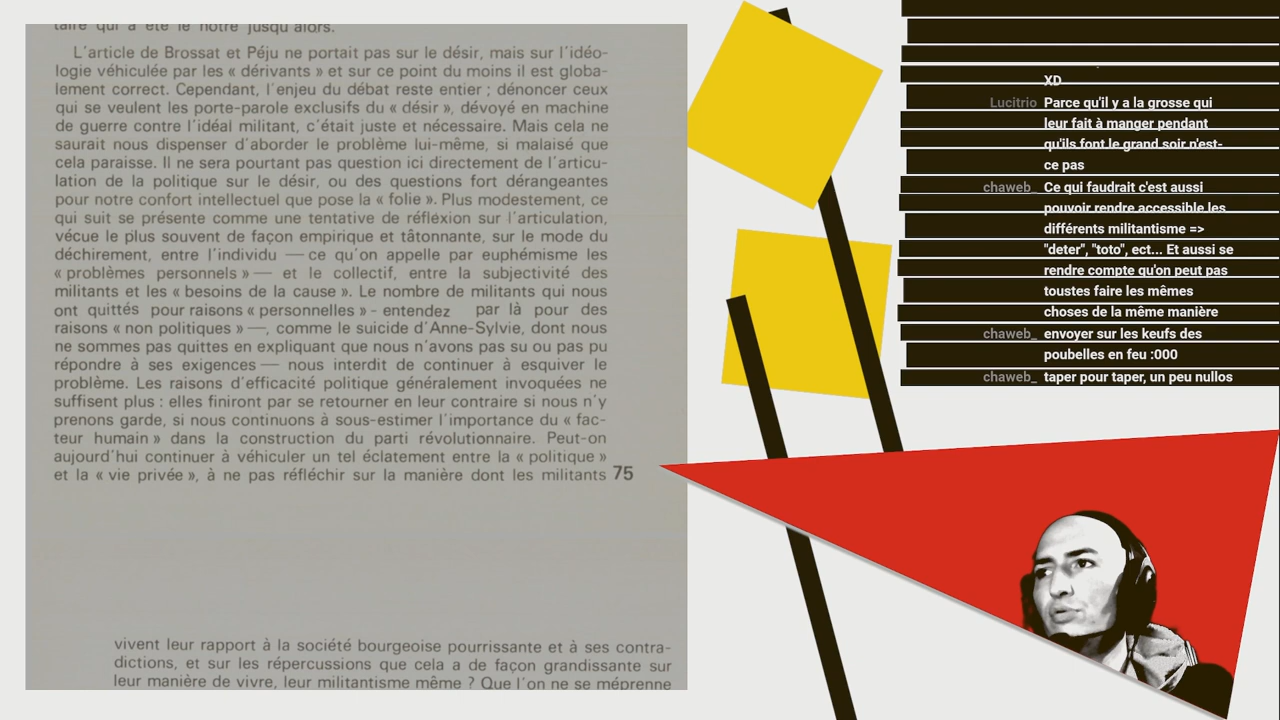 taire qui a été le nôtre jusqu'alors.
L'article de Brossat et Péju ne portait pas sur le désir, mais sur l'idéo-
logie véhiculée par les « dérivants » et sur ce point du moins il est globa-
lement correct. Cependant, l'enjeu du débat reste entier ; dénoncer ceux
qui se veulent les porte-parole exclusifs du « désir », dévoyé en machine
de guerre contre l'idéal militant, c'était juste et nécessaire. Mais cela ne
saurait nous dispenser d'aborder le problème lui-même, si malaisé que
cela paraisse. Il ne sera pourtant pas question ici directement de l'articu-
lation de la politique sur le désir, ou des questions fort dérangeantes
pour notre confort intellectuel que pose la « folie ». Plus modestement, ce
qui suit se présente comme une tentative de réfléxion sur l'articulation,
vécue le plus souvent de façon empirique et tâtonnante, sur le mode du
déchirement, entre l'individu — ce qu'on appelle par euphémisme les
« problèmes personnels » — et le collectif, entre la subjectivité des
militants et les « besoins de la cause ». Le nombre de militants qui nous
ont quittés pour raisons « personnelles » - entendez par là pour des
raisons « non politiques » —, comme le suicide d'Anne-Sylvie, dont nous
ne sommes pas quittes en expliquant que nous n'avons pas su ou pas pu
répondre à ses exigences — nous interdit de continuer à esquiver le
problème. Les raisons d'efficacité politique généralement invoquées ne
suffisent plus : elles finiront par se retourner en leur contraire si nous n'y
prenons garde, si nous continuons à sous-estimer l'importance du « fac-
teur humain » dans la construction du parti révolutionnaire. Peut-on
aujourd'hui continuer à véhiculer un tel éclatement entre la « politique »
et la « vie privée », à ne pas réfléchir sur la manière dont les militants 75
vivent leur rapport à la société bourgeoise pourrissante et à ses contra-
dictions, et sur les répercussions que cela a de façon grandissante sur
leur manière de vivre, leur militantisme même ? Que l'on ne se méprenne
XD
Lucitrio Parce qu'il y a la grosse qui
leur fait à manger pendant
qu'ils font le grand soir n'est-
ce pas
chaweb_ Ce qui faudrait c'est aussi
pouvoir rendre accessible les
différents militantisme =>
"deter", "toto", ect... Et aussi se
rendre compte qu'on peut pas
toustes faire les mêmes
choses de la même manière
chaweb_ envoyer sur les keufs des
poubelles en feu :000
chaweb_ taper pour taper, un peu nullos